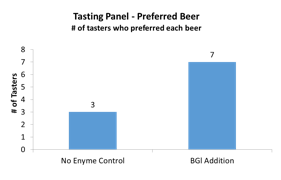 Tasting Panel - Preferred Beer
# of tasters who preferred each beer
# of Tasters
8
7
6
5
4
3
2
1
0
3
7
No Enyme Control
BGl Addition